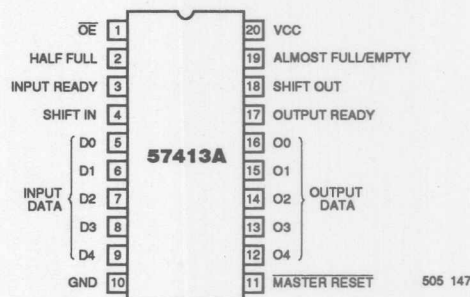 OE 1 20 VCC
HALF FULL 2 19 ALMOST FULL/EMPTY
INPUT READY 3 18 SHIFT OUT
SHIFT IN 4 17 OUTPUT READY
57413A
D0 5 16 O0
D1 6 15 O1
INPUT DATA D2 7 14 O2 OUTPUT DATA
D3 8 13 O3
D4 9 12 O4
GND 10 11 MASTER RESET
505 147